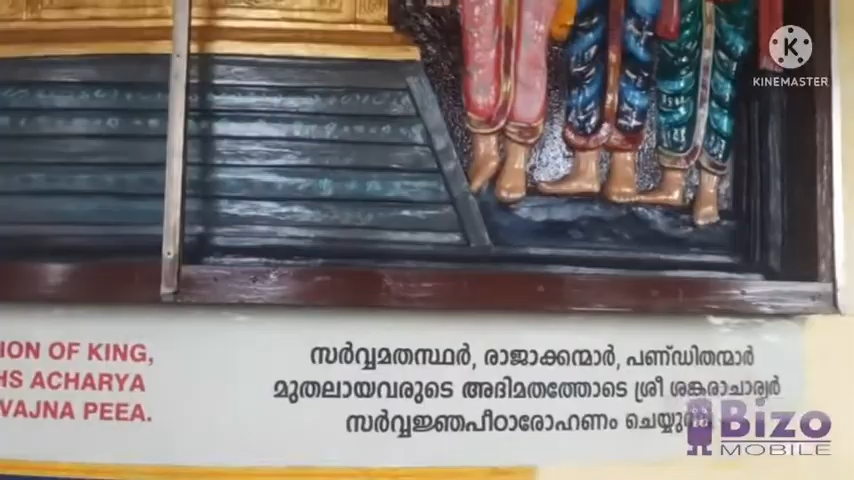 KINEMASTER
ION OF KING,
HS ACHARYA
VAJNA PEEA.
സർവ്വമതസ്ഥർ, രാജാക്കന്മാർ, പണ്ഡിതന്മാർ
മുതലായവരുടെ അദിമതത്തോടെ ശ്രീ ശങ്കരാചാര്യർ
സർവ്വജ്ഞപീഠാരോഹണം
Bizo
MOBILE